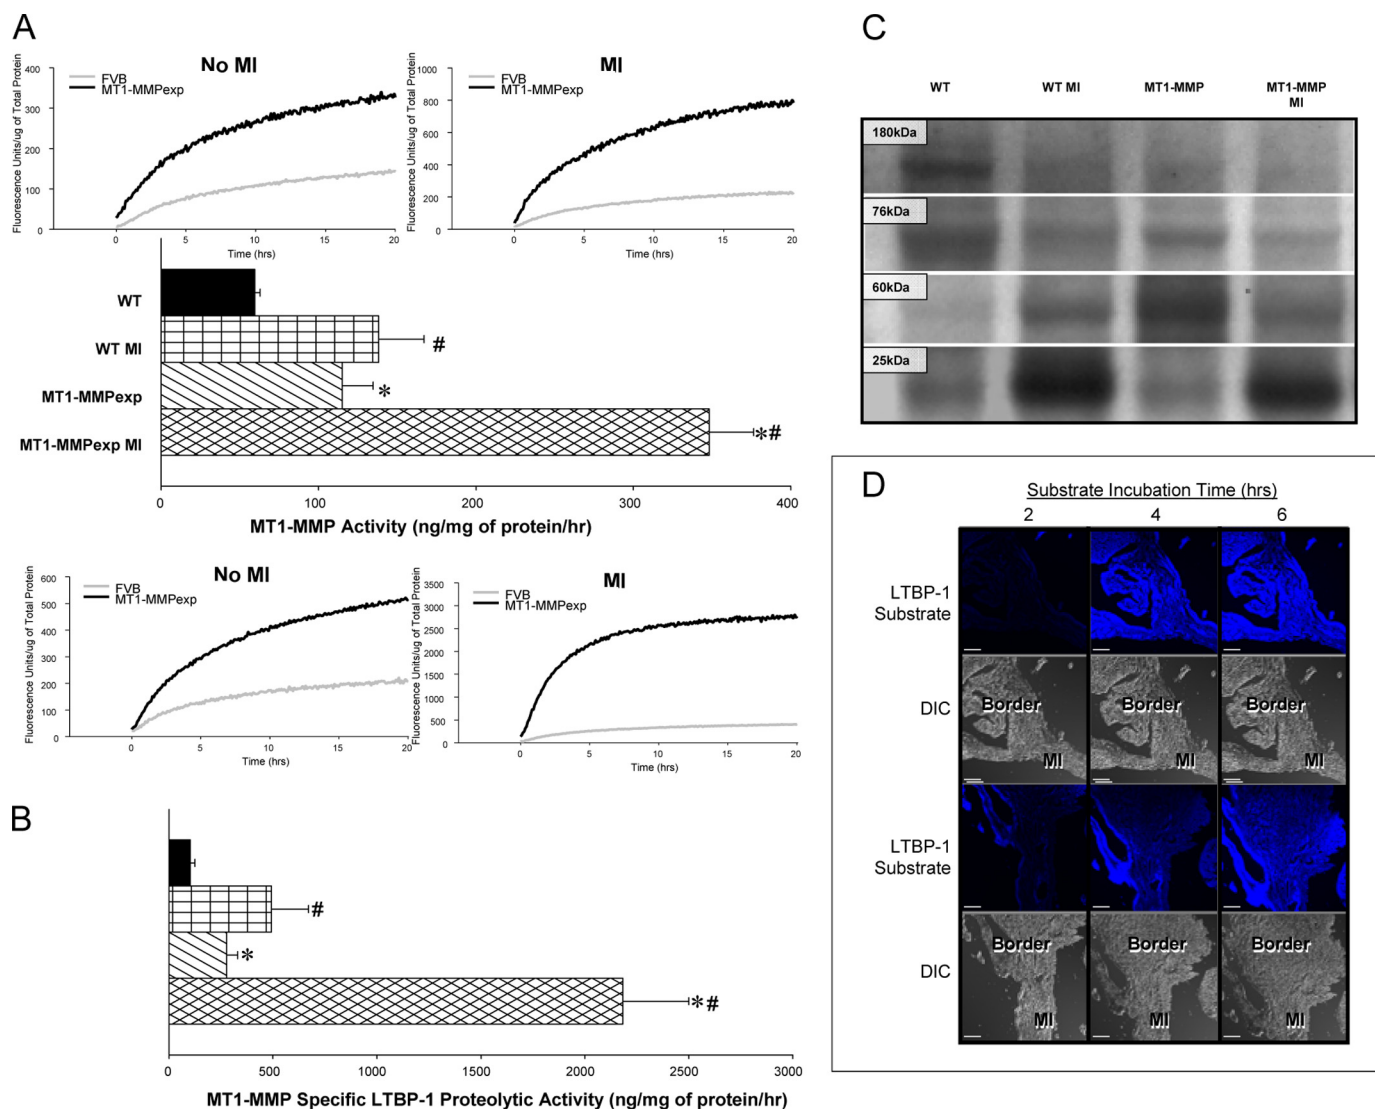 A
No MI
Fluorescence Units/ug of Total Protein
400
300
200
100
0
FVB
MT1-MMPexp
0 5 10 15 20
Time (hrs)
MI
Fluorescence Units/ug of Total Protein
1000
800
600
400
200
0
FVB
MT1-MMPexp
0 5 10 15 20
Time (hrs)
WT
WT MI
#
MT1-MMPexp
*
MT1-MMPexp MI
*#
0 100 200 300 400
MT1-MMP Activity (ng/mg of protein/hr)
No MI
Fluorescence Units/ug of Total Protein
600
500
400
300
200
100
0
FVB
MT1-MMPexp
0 5 10 15 20
Time (hrs)
MI
Fluorescence Units/ug of Total Protein
3500
3000
2500
2000
1500
1000
500
0
FVB
MT1-MMPexp
0 5 10 15 20
Time (hrs)
B
#
*
*#
0 500 1000 1500 2000 2500 3000
MT1-MMP Specific LTBP-1 Proteolytic Activity (ng/mg of protein/hr)
C
WT WT MI MT1-MMP MT1-MMP
MI
180kDa
76kDa
60kDa
25kDa
D
Substrate Incubation Time (hrs)
2 4 6
LTBP-1
Substrate
DIC
Border Border Border
MI MI MI
LTBP-1
Substrate
DIC
Border Border Border
MI MI MI